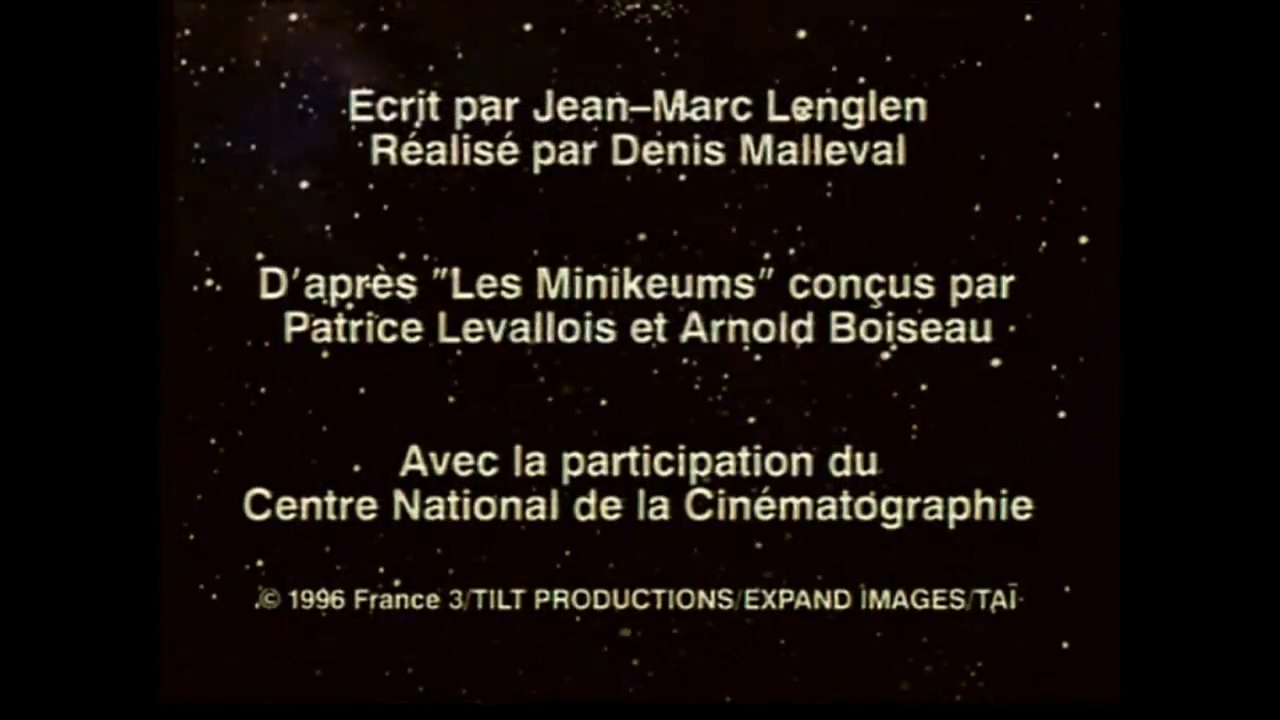 Ecrit par Jean-Marc Lenglen
Réalisé par Denis Malleval
D'après "Les Minikeums" conçus par
Patrice Levallois et Arnold Boiseau
Avec la participation du
Centre National de la Cinématographie
© 1996 France 3/TILT PRODUCTIONS/EXPAND IMAGES/TAÏ